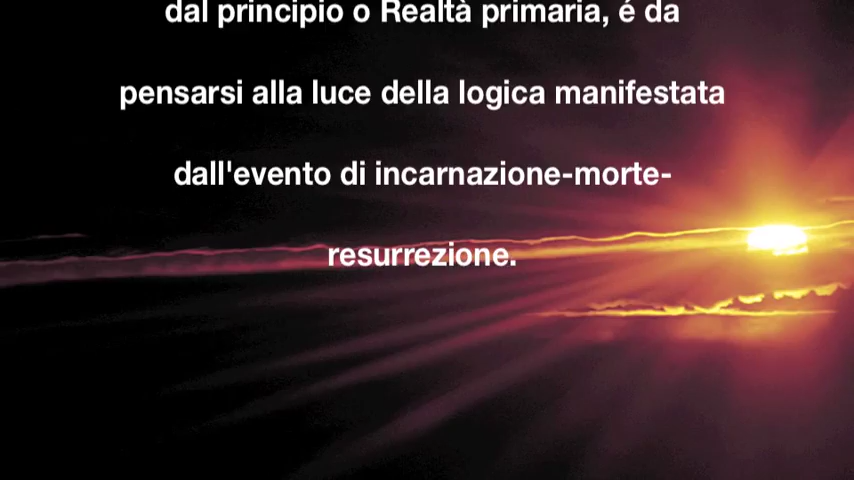 dal principio o Realtà primaria, é da
pensarsi alla luce della logica manifestata
dall'evento di incarnazione-morte-
resurrezione.